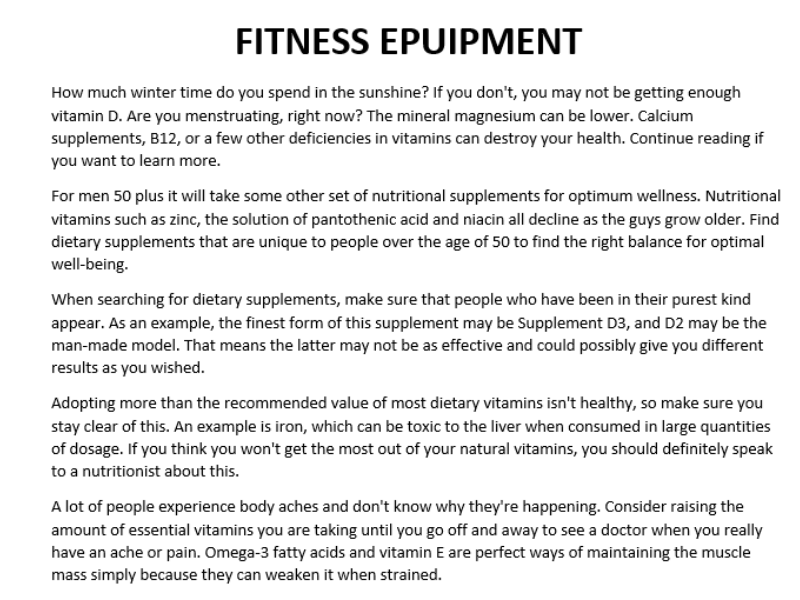 FITNESS EPUIPMENT
How much winter time do you spend in the sunshine? If you don't, you may not be getting enough
vitamin D. Are you menstruating, right now? The mineral magnesium can be lower. Calcium
supplements, B12, or a few other deficiencies in vitamins can destroy your health. Continue reading if
you want to learn more.
For men 50 plus it will take some other set of nutritional supplements for optimum wellness. Nutritional
vitamins such as zinc, the solution of pantothenic acid and niacin all decline as the guys grow older. Find
dietary supplements that are unique to people over the age of 50 to find the right balance for optimal
well-being.
When searching for dietary supplements, make sure that people who have been in their purest kind
appear. As an example, the finest form of this supplement may be Supplement D3, and D2 may be the
man-made model. That means the latter may not be as effective and could possibly give you different
results as you wished.
Adopting more than the recommended value of most dietary vitamins isn't healthy, so make sure you
stay clear of this. An example is iron, which can be toxic to the liver when consumed in large quantities
of dosage. If you think you won't get the most out of your natural vitamins, you should definitely speak
to a nutritionist about this.
A lot of people experience body aches and don't know why they're happening. Consider raising the
amount of essential vitamins you are taking until you go off and away to see a doctor when you really
have an ache or pain. Omega-3 fatty acids and vitamin E are perfect ways of maintaining the muscle
mass simply because they can weaken it when strained.